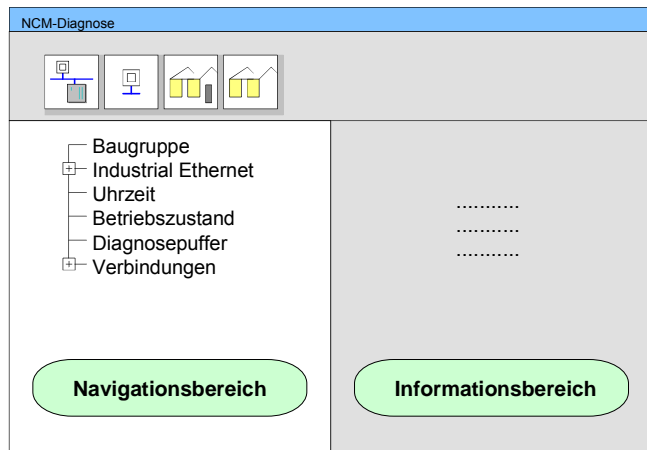 NCM-Diagnose
Baugruppe
Industrial Ethernet
Uhrzeit
Betriebszustand
Diagnosepuffer
Verbindungen
...........
...........
...........
Navigationsbereich
Informationsbereich